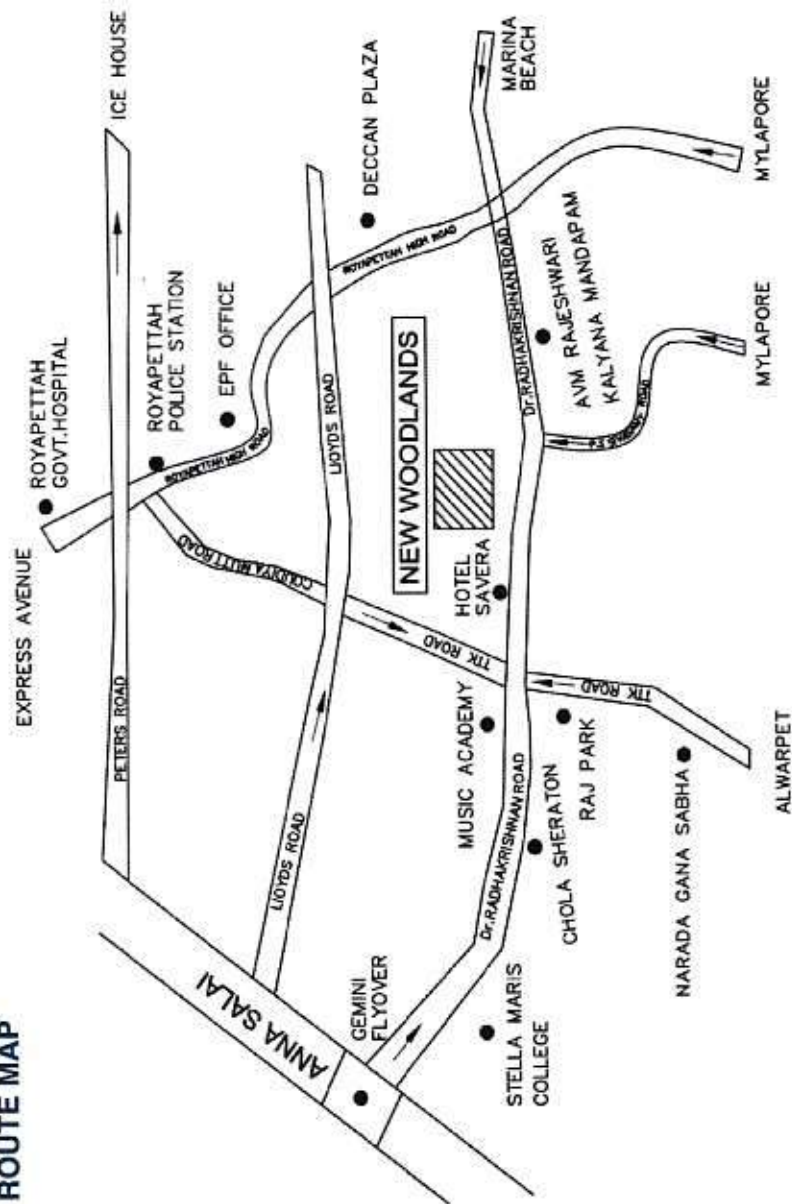 ROUTE MAP
EXPRESS AVENUE
ROYAPETTAH
GOVT.HOSPITAL
ICE HOUSE
PETERS ROAD
ROYAPETTAH
POLICE STATION
EPF OFFICE
ROYAPETTAH HIGH ROAD
GOUDIYA MUTT ROAD
DECCAN PLAZA
ROYAPETTAH HIGH ROAD
LIOYDS ROAD
LIOYDS ROAD
ANNA SALAI
GEMINI
FLYOVER
NEW WOODLANDS
TTK ROAD
HOTEL
SAVERA
MUSIC ACADEMY
Dr.RADHAKRISHNAN ROAD
Dr.RADHAKRISHNAN ROAD
MARINA
BEACH
STELLA MARIS
COLLEGE
CHOLA SHERATON
RAJ PARK
TTK ROAD
AVM RAJESHWARI
KALYANA MANDAPAM
NARADA GANA SABHA
ALWARPET
MYLAPORE
MYLAPORE